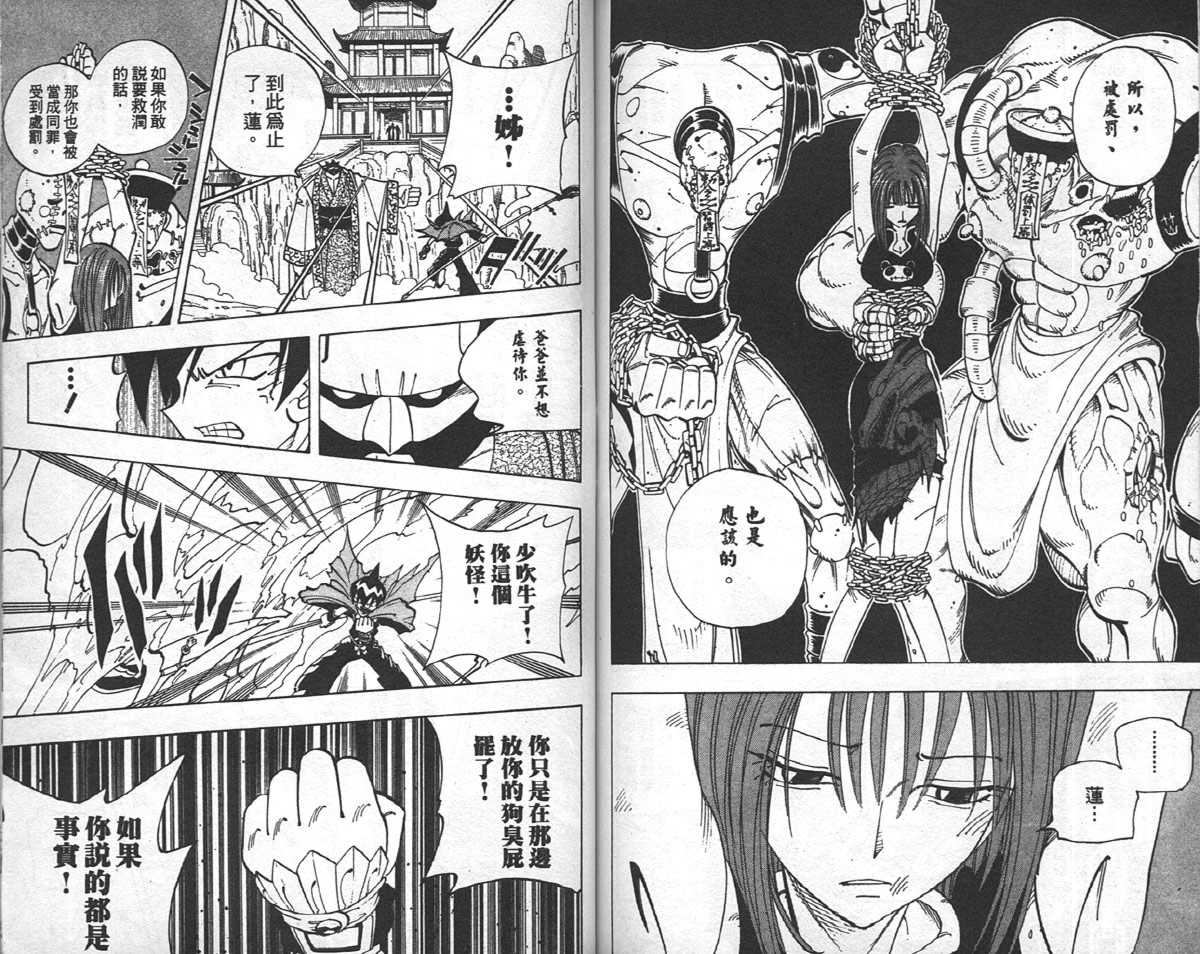 所以，
被處罰、
也是
應該的。
………
蓮…
…姊！
到此為止
了，蓮。
如果你敢
說要救潤
的話，
那你也會被
當成同罪，
受到處罰。
爸爸並不想
虐待你。
…！
少吹牛了！
你這個
妖怪！
你只是在那邊
放你的狗臭屁
罷了！
如果
你說的都是
事實！